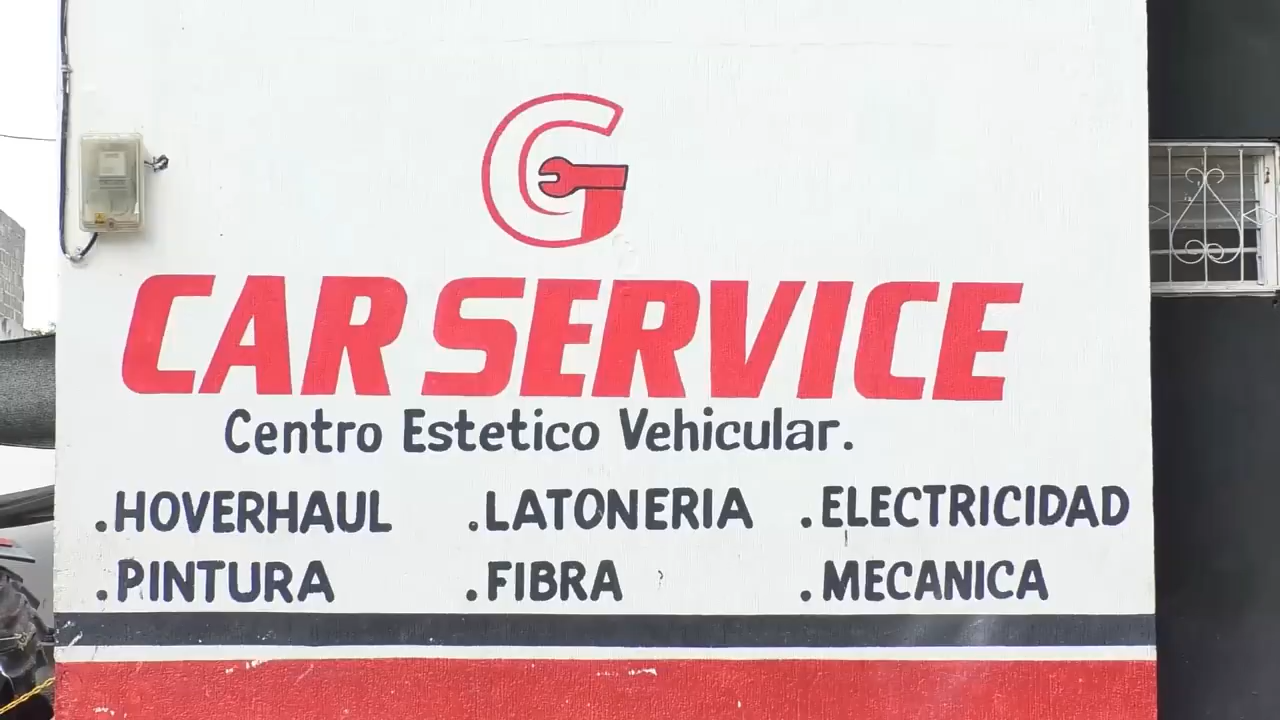 G
CAR SERVICE
Centro Estetico Vehicular.
.HOVERHAUL .LATONERIA .ELECTRICIDAD
.PINTURA .FIBRA .MECANICA